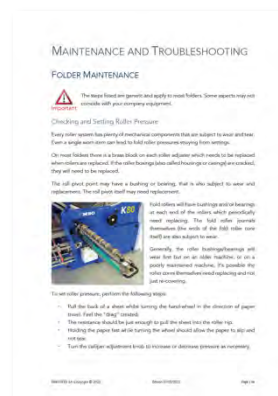 MAINTENANCE AND TROUBLESHOOTING
FOLDER MAINTENANCE
The steps listed are generic and apply to most folders. Some aspects may not
coincide with your company equipment.
Important
Checking and Setting Roller Pressure
Every roller system has plenty of mechanical components that are subject to wear and tear.
Even a single worn item can lead to fold roller pressures moving from settings.
On most folders there is a brass block on each roller adjuster which needs to be replaced
when rollers are replaced. If the roller housings (also called housings or casings) are cracked,
they will need to be replaced.
The roll pivot point may have a bushing or bearing, that is also subject to wear and
replacement. The roll pivot itself may need replacement.
K80
Fold rollers will have bushings and/or bearings
at each end of the rollers which periodically
need replacing. The fold roller journals
themselves (the ends of the fold roller core
itself) are also subject to wear.
Generally, the roller bushings/bearings will
wear first but on an older machine, or on a
poorly maintained machine, it's possible the
roller cores themselves need replacing and not
just re-covering.
To set roller pressure, perform the following steps:
- Pull the back of a sheet whilst turning the hand-wheel in the direction of paper
travel. Feel the "drag" created.
- The resistance should be just enough to pull the sheet into the roller nip.
- Holding the paper fast while turning the wheel should allow the paper to slip and
not tear.
- Turn the caliper adjustment knob to increase or decrease pressure as necessary.